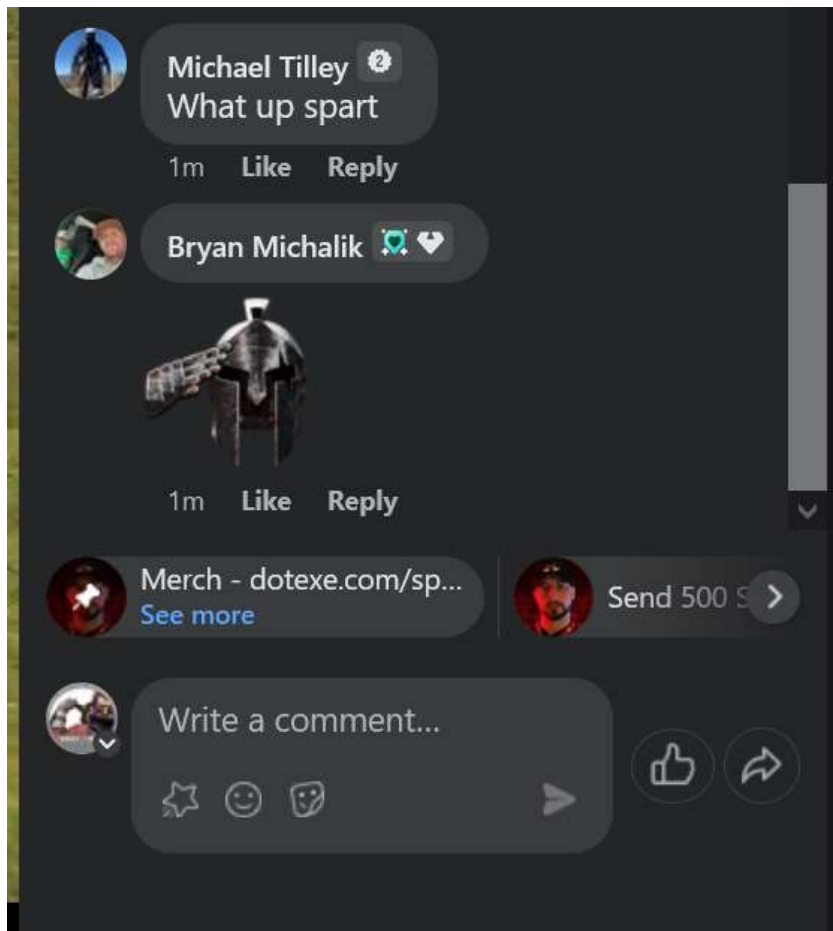 Michael Tilley 2
What up spart
1m Like Reply
Bryan Michalik
1m Like Reply
Merch - dotexe.com/sp...
See more
Send 500 S
Write a comment...